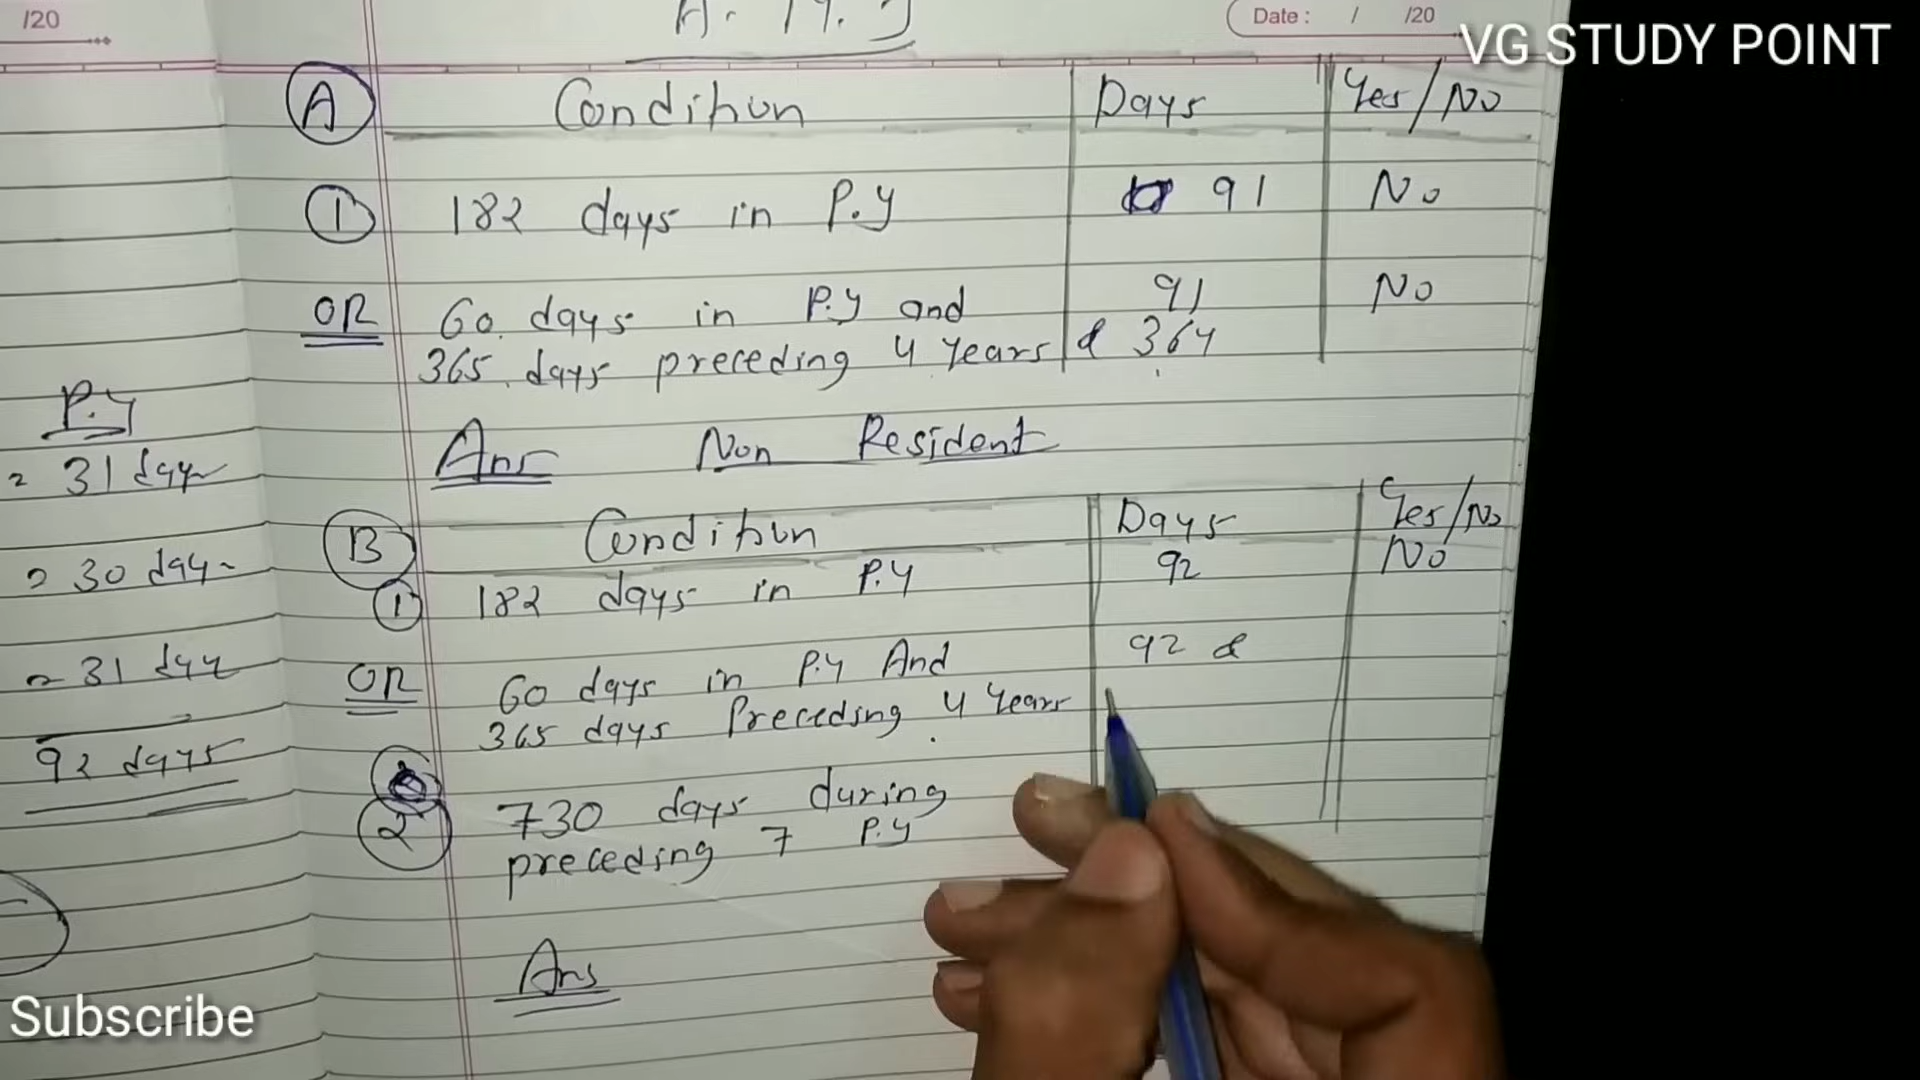 /20
Date : / /20
VG STUDY POINT
A Condition Days Yes/No
1 182 days in P.Y 91 No
OR 60 days in P.Y and 91 No
365 days preceding 4 Years & 364
Ans Non Resident
P.Y
= 31 days
= 30 days
= 31 days
92 days
B Condition Days Yes/No
1 182 days in P.Y 92 No
OR 60 days in P.Y And 92 &
365 days Preceding 4 Years
2 730 days during
preceding 7 P.Y
Ans
Subscribe